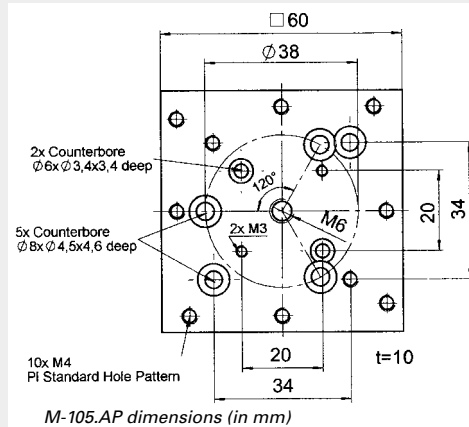 □60
Ø38
2x Counterbore
Ø6xØ3,4x3,4 deep
120°
M6
20
34
5x Counterbore
Ø8xØ4,5x4,6 deep
2x M3
20
t=10
10x M4
PI Standard Hole Pattern
34
M-105.AP dimensions (in mm)